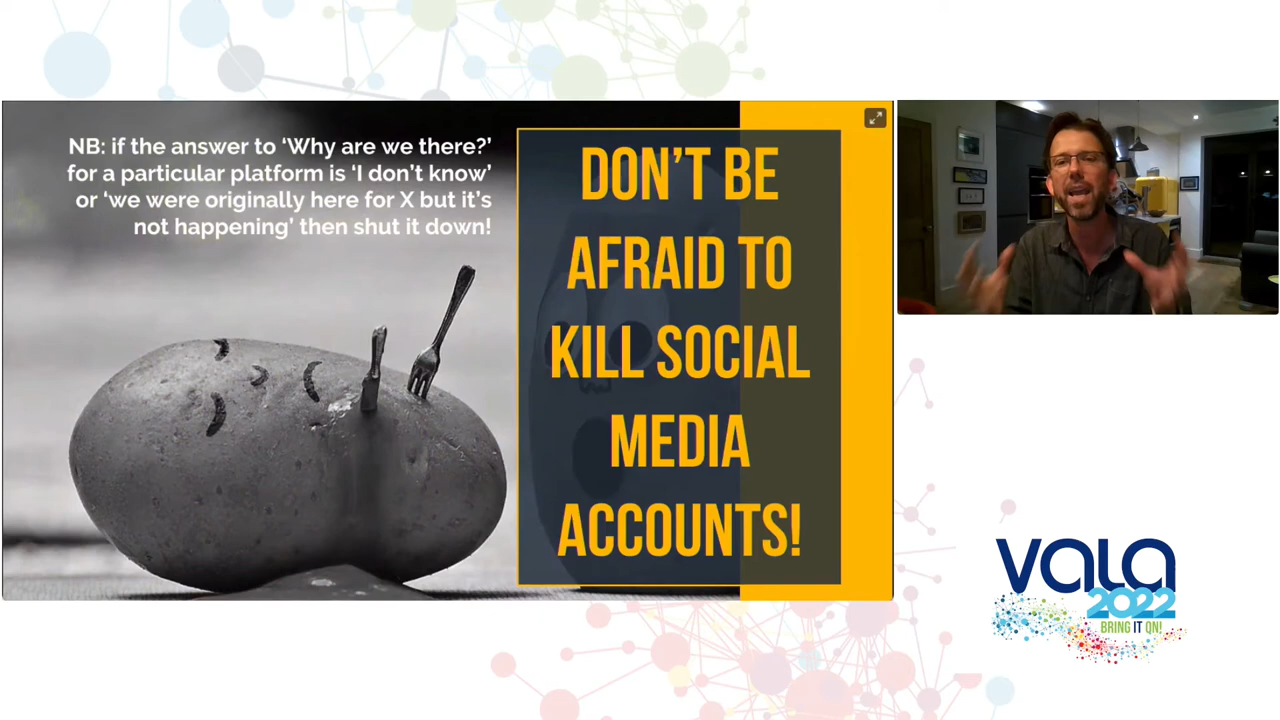 NB: if the answer to ‘Why are we there?’
for a particular platform is ‘I don’t know’
or ‘we were originally here for X but it’s
not happening’ then shut it down!
DON’T BE
AFRAID TO
KILL SOCIAL
MEDIA
ACCOUNTS!
VALA
2022
BRING IT ON!